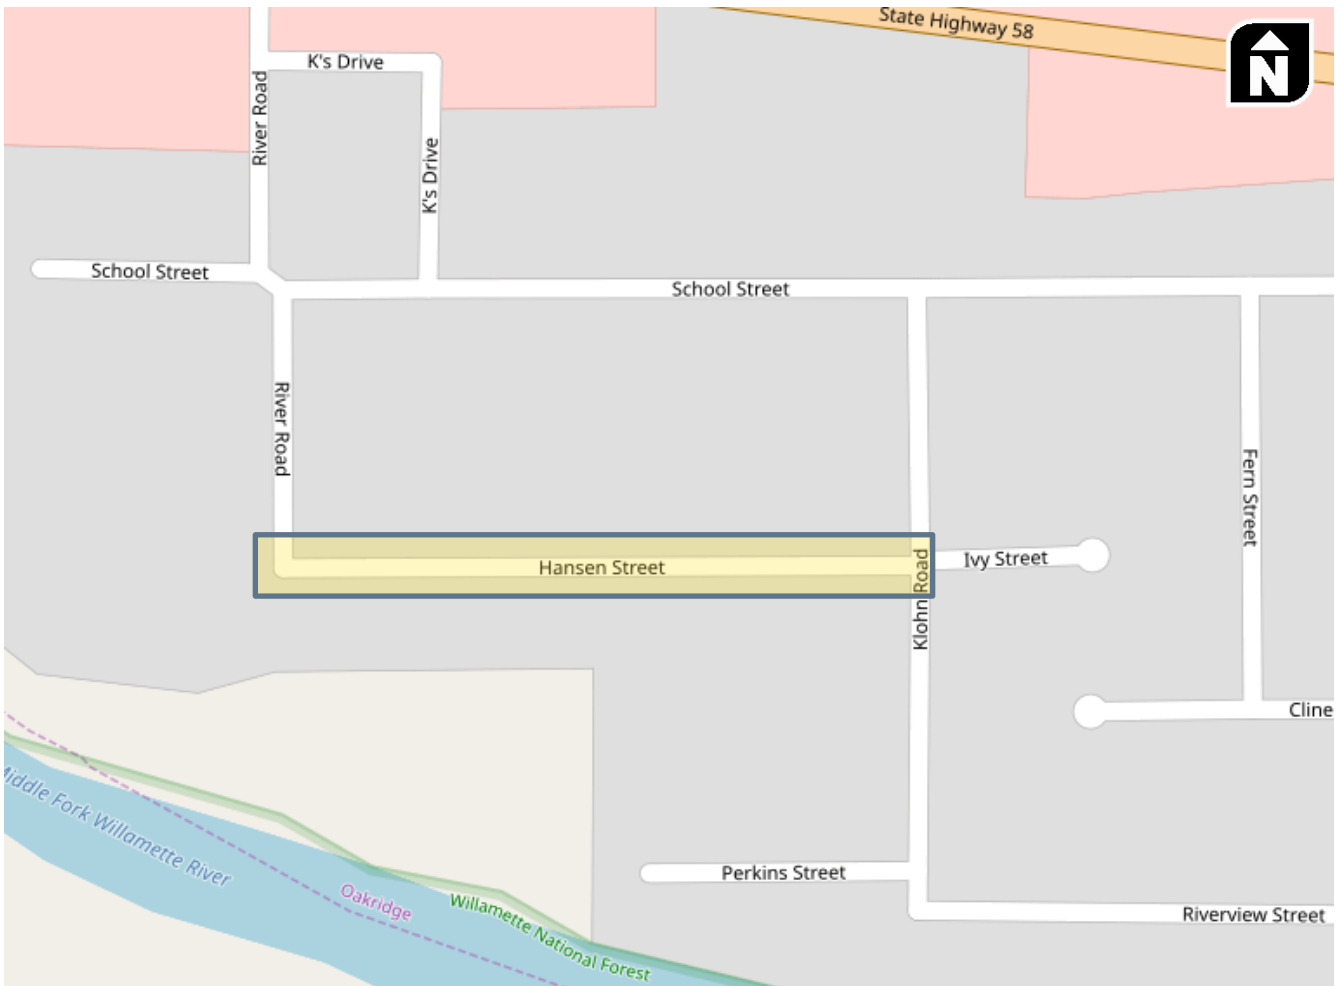 State Highway 58
N
K's Drive
River Road
K's Drive
School Street
School Street
River Road
Fern Street
Hansen Street
Ivy Street
Klohn Road
Cline
Middle Fork Willamette River
Perkins Street
Oakridge
Willamette National Forest
Riverview Street